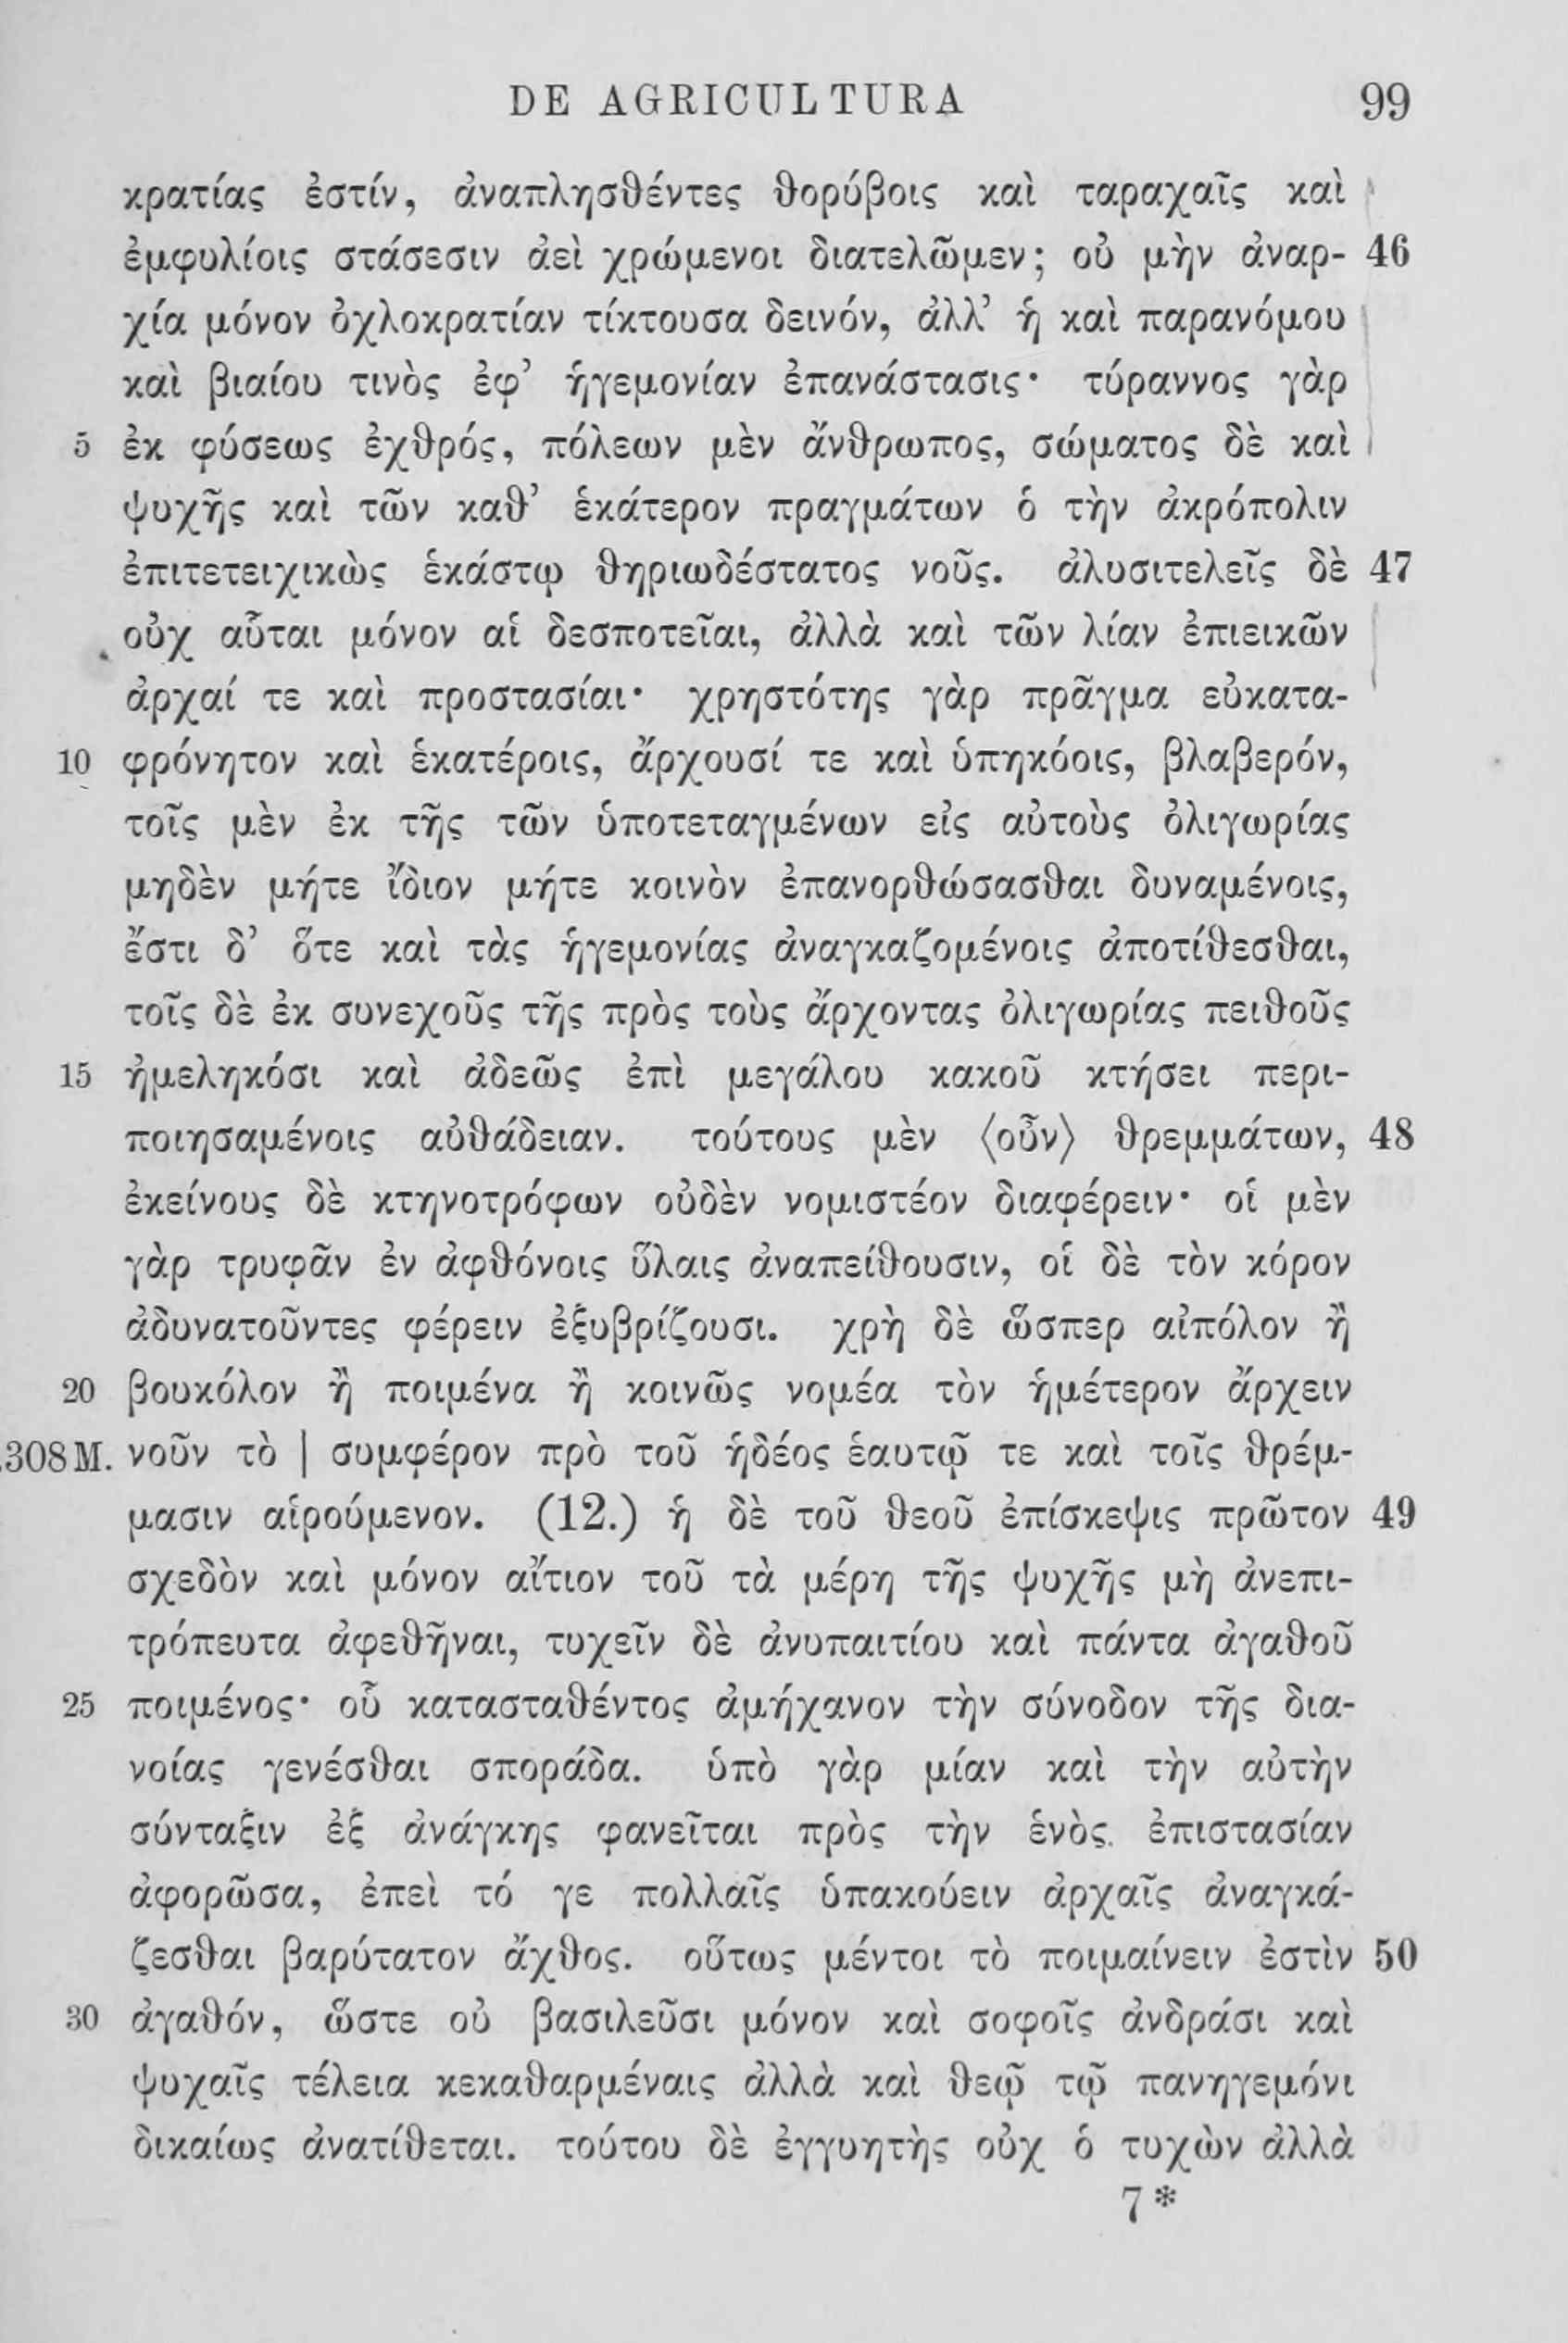 DE AGRICULTURA 99
κρατίας ἐστίν, ἀναπλησθέντες θορύβοις καὶ ταραχαῖς καὶ
ἐμφυλίοις στάσεσιν ἀεὶ χρώμενοι διατελῶμεν; οὐ μὴν ἀναρ- 46
χία μόνον ὀχλοκρατίαν τίκτουσα δεινόν, ἀλλ’ ἡ καὶ παρανόμου
καὶ βιαίου τινὸς ἐφ’ ἡγεμονίαν ἐπανάστασις· τύραννος γὰρ
5 ἐκ φύσεως ἐχθρός, πόλεων μὲν ἄνθρωπος, σώματος δὲ καὶ
ψυχῆς καὶ τῶν καθ’ ἑκάτερον πραγμάτων ὁ τὴν ἀκρόπολιν
ἐπιτετειχικὼς ἑκάστῳ θηριωδέστατος νοῦς. ἀλυσιτελεῖς δὲ 47
οὐχ αὗται μόνον αἱ δεσποτεῖαι, ἀλλὰ καὶ τῶν λίαν ἐπιεικῶν
ἀρχαί τε καὶ προστασίαι· χρηστότης γὰρ πρᾶγμα εὐκατα-
10 φρόνητον καὶ ἑκατέροις, ἄρχουσί τε καὶ ὑπηκόοις, βλαβερόν,
τοῖς μὲν ἐκ τῆς τῶν ὑποτεταγμένων εἰς αὐτοὺς ὀλιγωρίας
μηδὲν μήτε ἴδιον μήτε κοινὸν ἐπανορθώσασθαι δυναμένοις,
ἔστι δ’ ὅτε καὶ τὰς ἡγεμονίας ἀναγκαζομένοις ἀποτίθεσθαι,
τοῖς δὲ ἐκ συνεχοῦς τῆς πρὸς τοὺς ἄρχοντας ὀλιγωρίας πειθοῦς
15 ἠμεληκόσι καὶ ἀδεῶς ἐπὶ μεγάλου κακοῦ κτήσει περι-
ποιησαμένοις αὐθάδειαν. τούτους μὲν ⟨οὖν⟩ θρεμμάτων, 48
ἐκείνους δὲ κτηνοτρόφων οὐδὲν νομιστέον διαφέρειν· οἱ μὲν
γὰρ τρυφᾶν ἐν ἀφθόνοις ὕλαις ἀναπείθουσιν, οἱ δὲ τὸν κόρον
ἀδυνατοῦντες φέρειν ἐξυβρίζουσι. χρὴ δὲ ὥσπερ αἰπόλον ἢ
20 βουκόλον ἢ ποιμένα ἢ κοινῶς νομέα τὸν ἡμέτερον ἄρχειν
308 M. νοῦν τὸ | συμφέρον πρὸ τοῦ ἡδέος ἑαυτῷ τε καὶ τοῖς θρέμ-
μασιν αἱρούμενον. (12.) ἡ δὲ τοῦ θεοῦ ἐπίσκεψις πρῶτον 49
σχεδὸν καὶ μόνον αἴτιον τοῦ τὰ μέρη τῆς ψυχῆς μὴ ἀνεπι-
τρόπευτα ἀφεθῆναι, τυχεῖν δὲ ἀνυπαιτίου καὶ πάντα ἀγαθοῦ
25 ποιμένος· οὗ κατασταθέντος ἀμήχανον τὴν σύνοδον τῆς δια-
νοίας γενέσθαι σποράδα. ὑπὸ γὰρ μίαν καὶ τὴν αὐτὴν
σύνταξιν ἐξ ἀνάγκης φανεῖται πρὸς τὴν ἑνὸς ἐπιστασίαν
ἀφορῶσα, ἐπεὶ τό γε πολλαῖς ὑπακούειν ἀρχαῖς ἀναγκά-
ζεσθαι βαρύτατον ἄχθος. οὕτως μέντοι τὸ ποιμαίνειν ἐστὶν 50
30 ἀγαθόν, ὥστε οὐ βασιλεῦσι μόνον καὶ σοφοῖς ἀνδράσι καὶ
ψυχαῖς τέλεια κεκαθαρμέναις ἀλλὰ καὶ θεῷ τῷ πανηγεμόνι
δικαίως ἀνατίθεται. τούτου δὲ ἐγγυητὴς οὐχ ὁ τυχὼν ἀλλὰ
7*